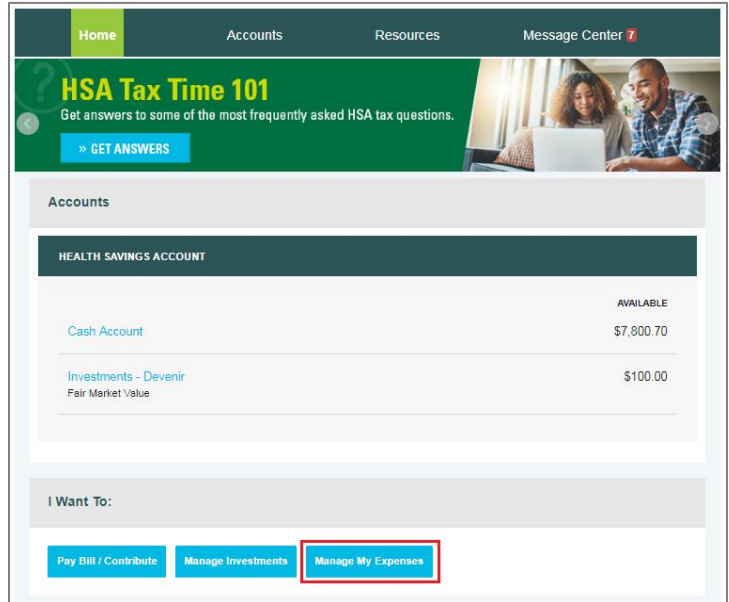 Home Accounts Resources Message Center 7
?
HSA Tax Time 101
Get answers to some of the most frequently asked HSA tax questions.
» GET ANSWERS
Accounts
HEALTH SAVINGS ACCOUNT
AVAILABLE
Cash Account $7,800.70
Investments - Devenir $100.00
Fair Market Value
I Want To:
Pay Bill / Contribute Manage Investments Manage My Expenses